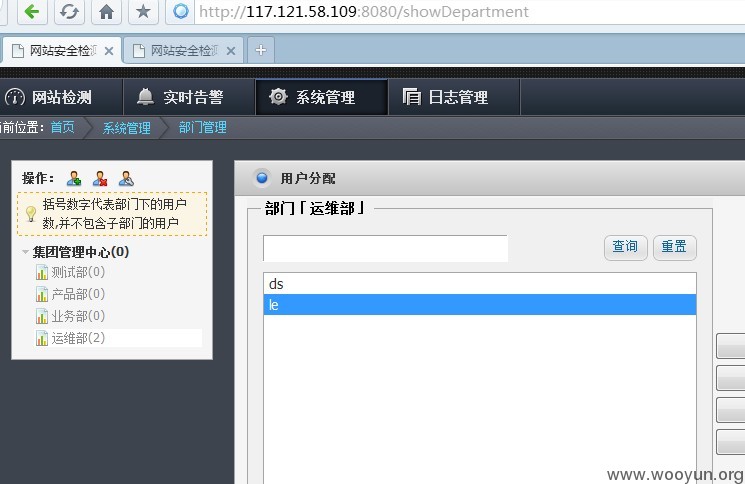 http://117.121.58.109:8080/showDepartment
网站安全检测 网站安全检
网站检测 实时告警 系统管理 日志管理
前位置：首页 系统管理 部门管理
操作：
括号数字代表部门下的用户
数,并不包含子部门的用户
集团管理中心(0)
测试部(0)
产品部(0)
业务部(0)
运维部(2)
用户分配
部门「运维部」
查询 重置
ds
le
www.wooyun.org